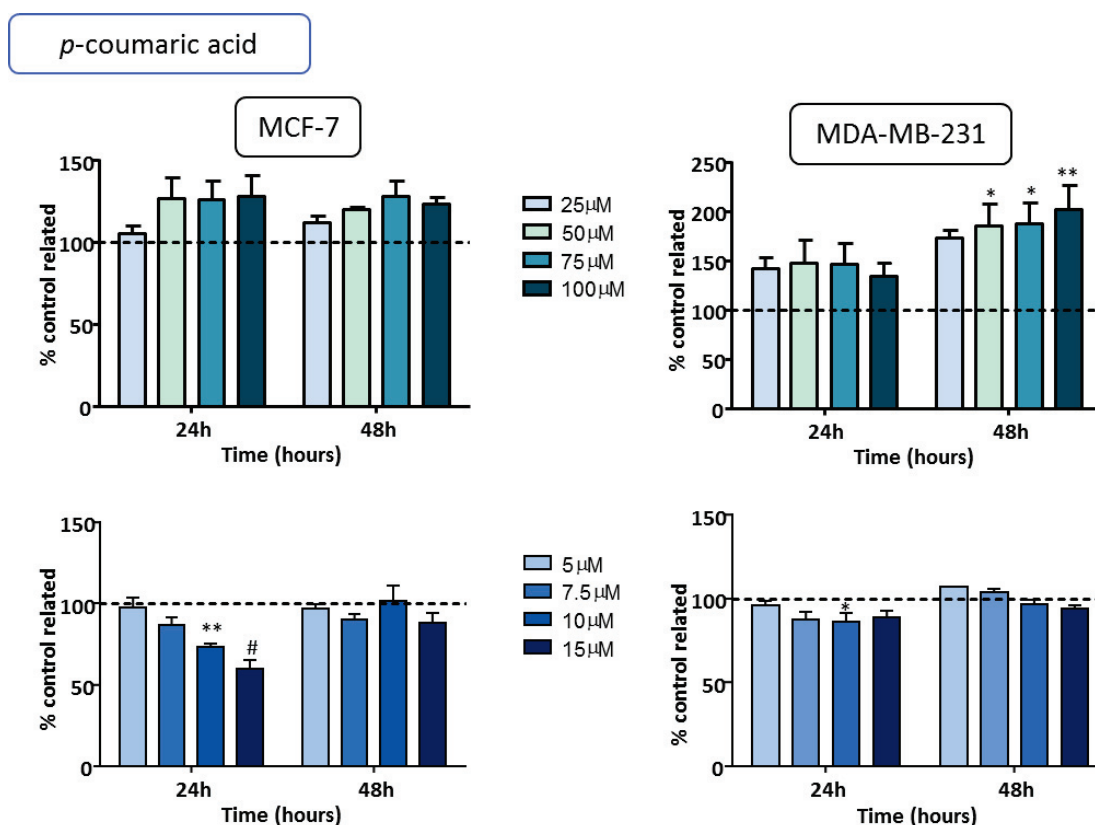 p-coumaric acid
MCF-7
% control related
150
100
50
0
24h
48h
Time (hours)
25μM
50μM
75μM
100μM
MDA-MB-231
% control related
250
200
150
100
50
0
*
*
**
24h
48h
Time (hours)
% control related
150
100
50
0
**
#
24h
48h
Time (hours)
5μM
7.5μM
10μM
15μM
% control related
150
100
50
0
*
24h
48h
Time (hours)